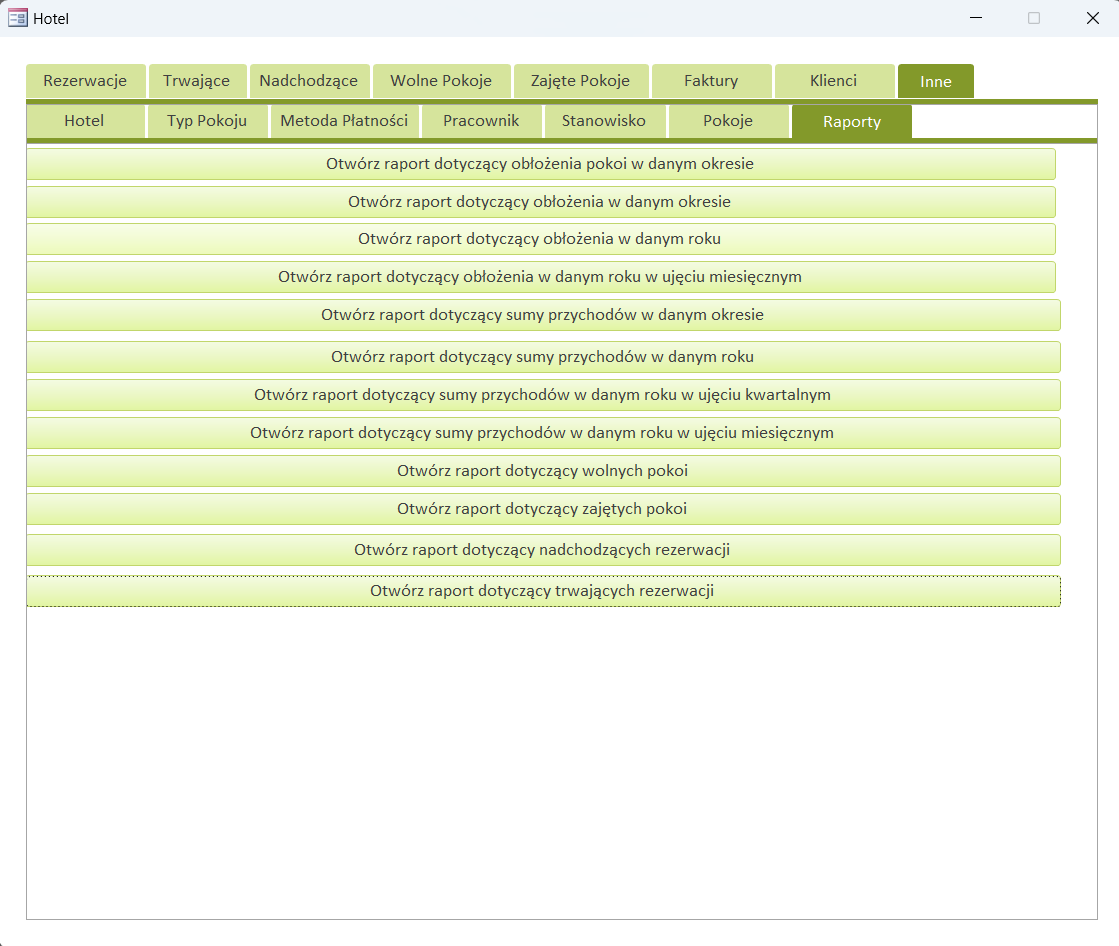 Hotel
Rezerwacje Trwające Nadchodzące Wolne Pokoje Zajęte Pokoje Faktury Klienci Inne
Hotel Typ Pokoju Metoda Płatności Pracownik Stanowisko Pokoje Raporty
Otwórz raport dotyczący obłożenia pokoi w danym okresie
Otwórz raport dotyczący obłożenia w danym okresie
Otwórz raport dotyczący obłożenia w danym roku
Otwórz raport dotyczący obłożenia w danym roku w ujęciu miesięcznym
Otwórz raport dotyczący sumy przychodów w danym okresie
Otwórz raport dotyczący sumy przychodów w danym roku
Otwórz raport dotyczący sumy przychodów w danym roku w ujęciu kwartalnym
Otwórz raport dotyczący sumy przychodów w danym roku w ujęciu miesięcznym
Otwórz raport dotyczący wolnych pokoi
Otwórz raport dotyczący zajętych pokoi
Otwórz raport dotyczący nadchodzących rezerwacji
Otwórz raport dotyczący trwających rezerwacji